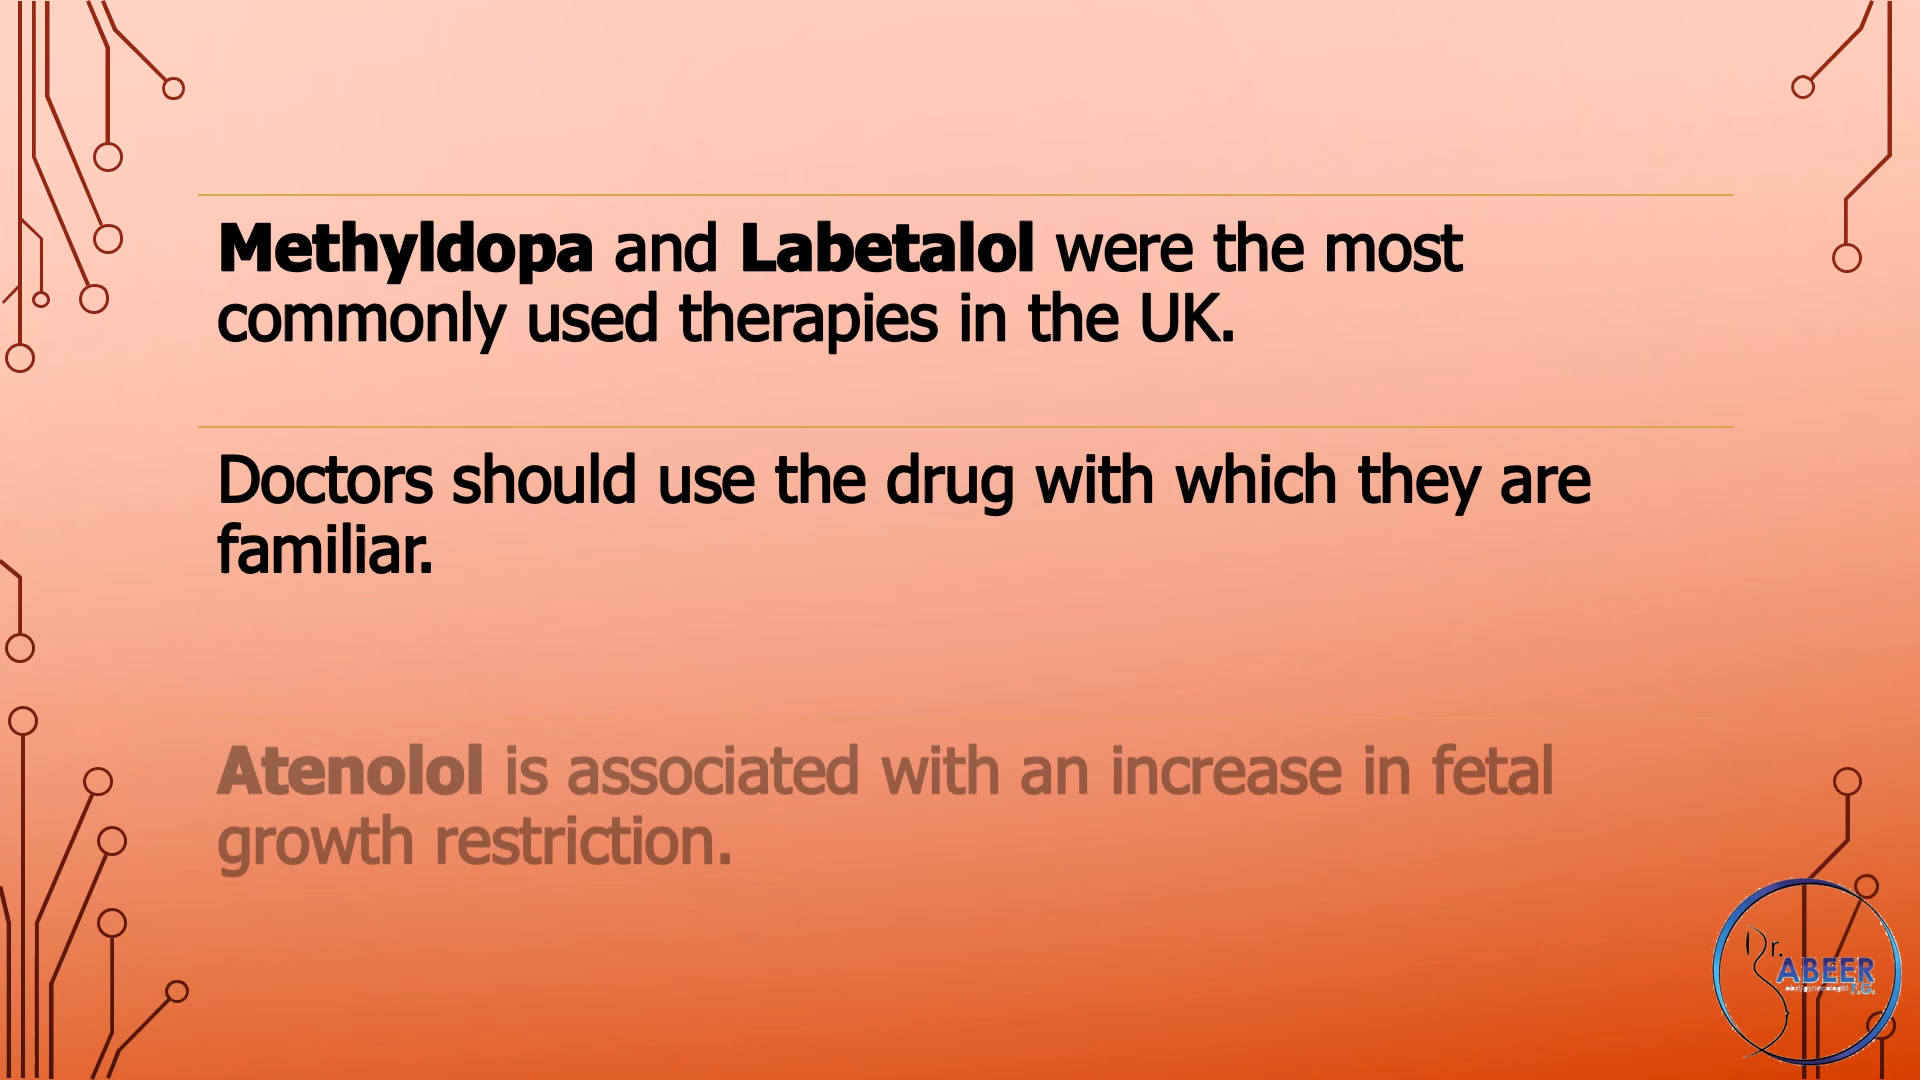 Methyldopa and Labetalol were the most
commonly used therapies in the UK.
Doctors should use the drug with which they are
familiar.
Atenolol is associated with an increase in fetal
growth restriction.
Dr.
ABEER
F.G.